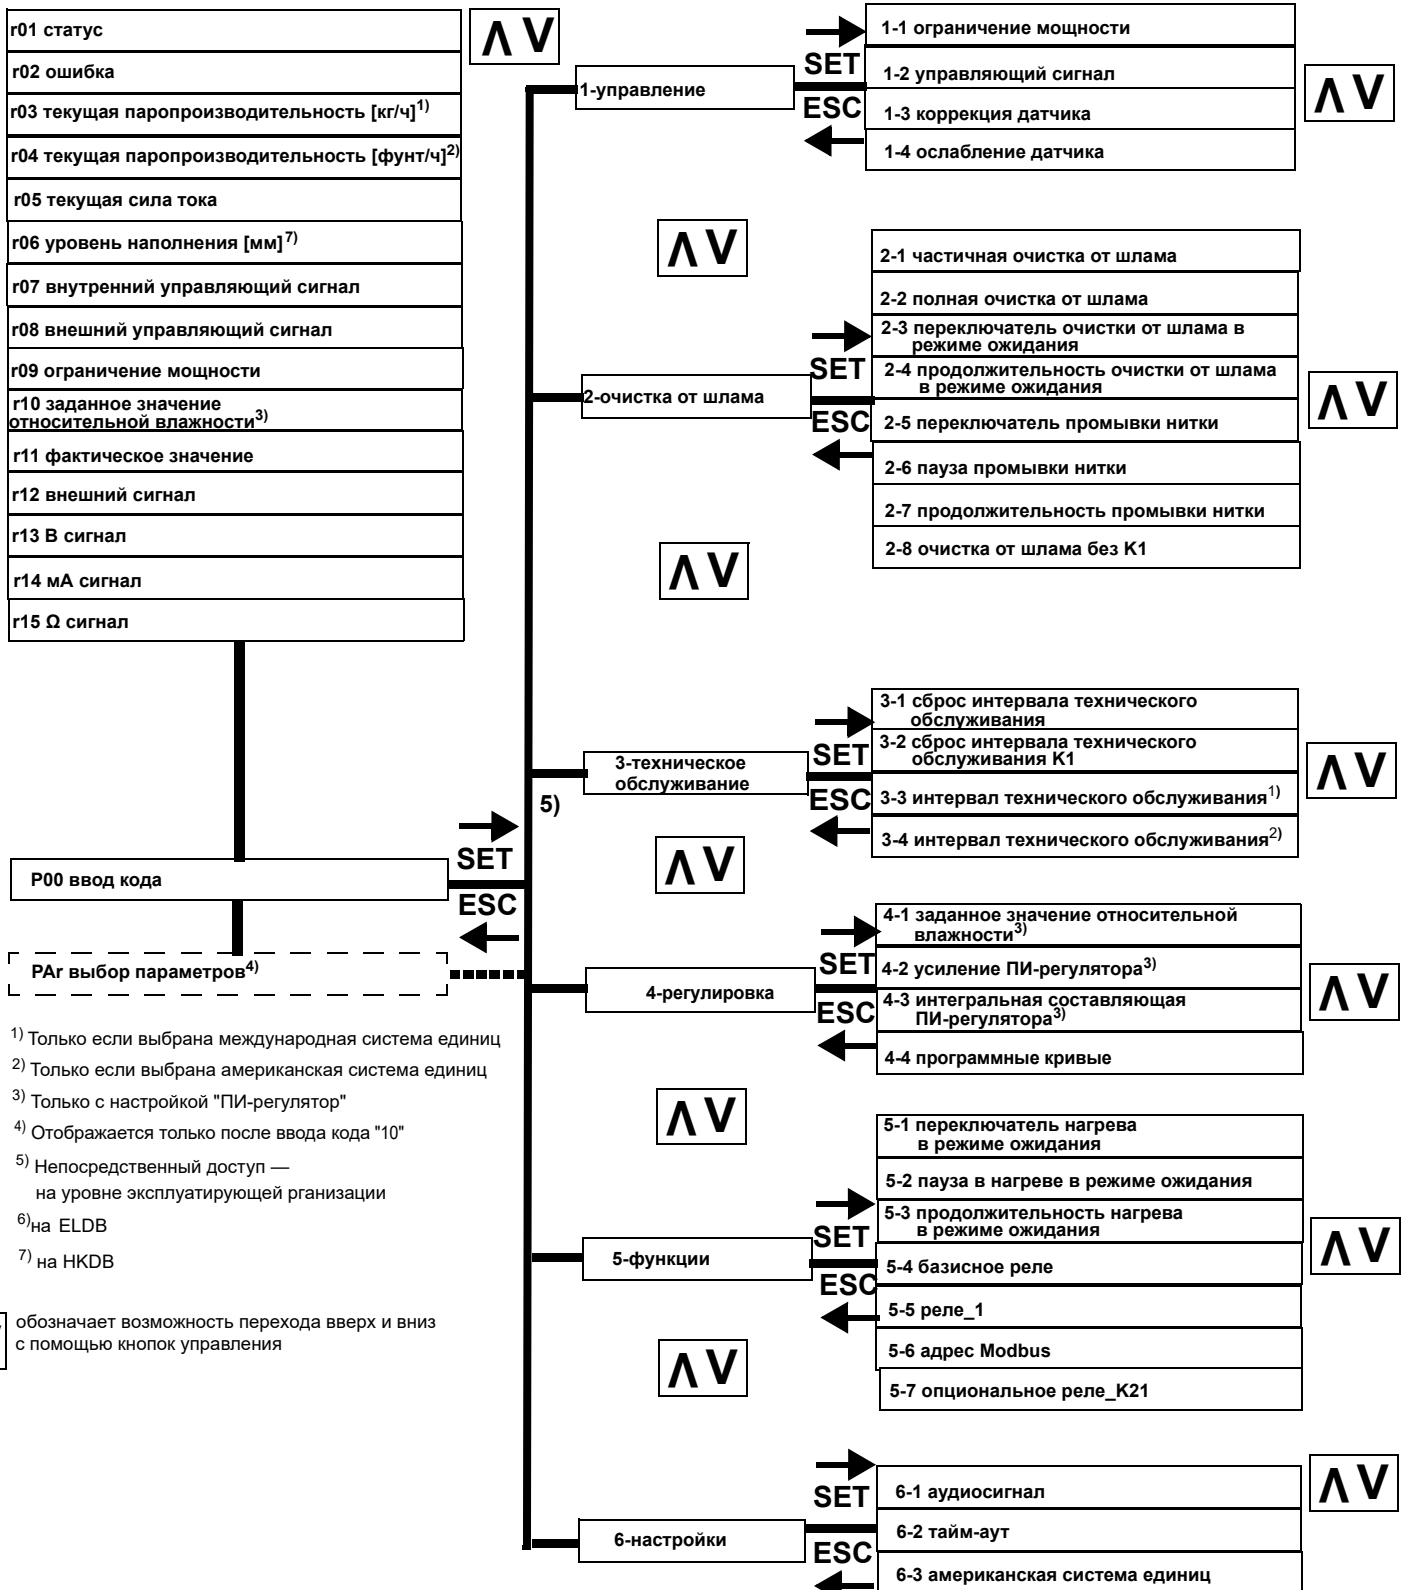 r01 статус
r02 ошибка
r03 текущая паропроизводительность [кг/ч]1)
r04 текущая паропроизводительность [фунт/ч]2)
r05 текущая сила тока
r06 уровень наполнения [мм]7)
r07 внутренний управляющий сигнал
r08 внешний управляющий сигнал
r09 ограничение мощности
r10 заданное значение
относительной влажности3)
r11 фактическое значение
r12 внешний сигнал
r13 В сигнал
r14 мА сигнал
r15 Ω сигнал
P00 ввод кода
SET
ESC
PAr выбор параметров4)
5)
1-управление
SET
ESC
1-1 ограничение мощности
1-2 управляющий сигнал
1-3 коррекция датчика
1-4 ослабление датчика
2-очистка от шлама
SET
ESC
2-1 частичная очистка от шлама
2-2 полная очистка от шлама
2-3 переключатель очистки от шлама в
режиме ожидания
2-4 продолжительность очистки от шлама
в режиме ожидания
2-5 переключатель промывки нитки
2-6 пауза промывки нитки
2-7 продолжительность промывки нитки
2-8 очистка от шлама без K1
3-техническое
обслуживание
SET
ESC
3-1 сброс интервала технического
обслуживания
3-2 сброс интервала технического
обслуживания K1
3-3 интервал технического обслуживания1)
3-4 интервал технического обслуживания2)
4-регулировка
SET
ESC
4-1 заданное значение относительной
влажности3)
4-2 усиление ПИ-регулятора3)
4-3 интегральная составляющая
ПИ-регулятора3)
4-4 программные кривые
5-функции
SET
ESC
5-1 переключатель нагрева
в режиме ожидания
5-2 пауза в нагреве в режиме ожидания
5-3 продолжительность нагрева
в режиме ожидания
5-4 базисное реле
5-5 реле_1
5-6 адрес Modbus
5-7 опциональное реле_K21
6-настройки
SET
ESC
6-1 аудиосигнал
6-2 тайм-аут
6-3 американская система единиц
1) Только если выбрана международная система единиц
2) Только если выбрана американская система единиц
3) Только с настройкой "ПИ-регулятор"
4) Отображается только после ввода кода "10"
5) Непосредственный доступ —
на уровне эксплуатирующей рганизации
6)на ELDB
7) на HKDB
обозначает возможность перехода вверх и вниз
с помощью кнопок управления